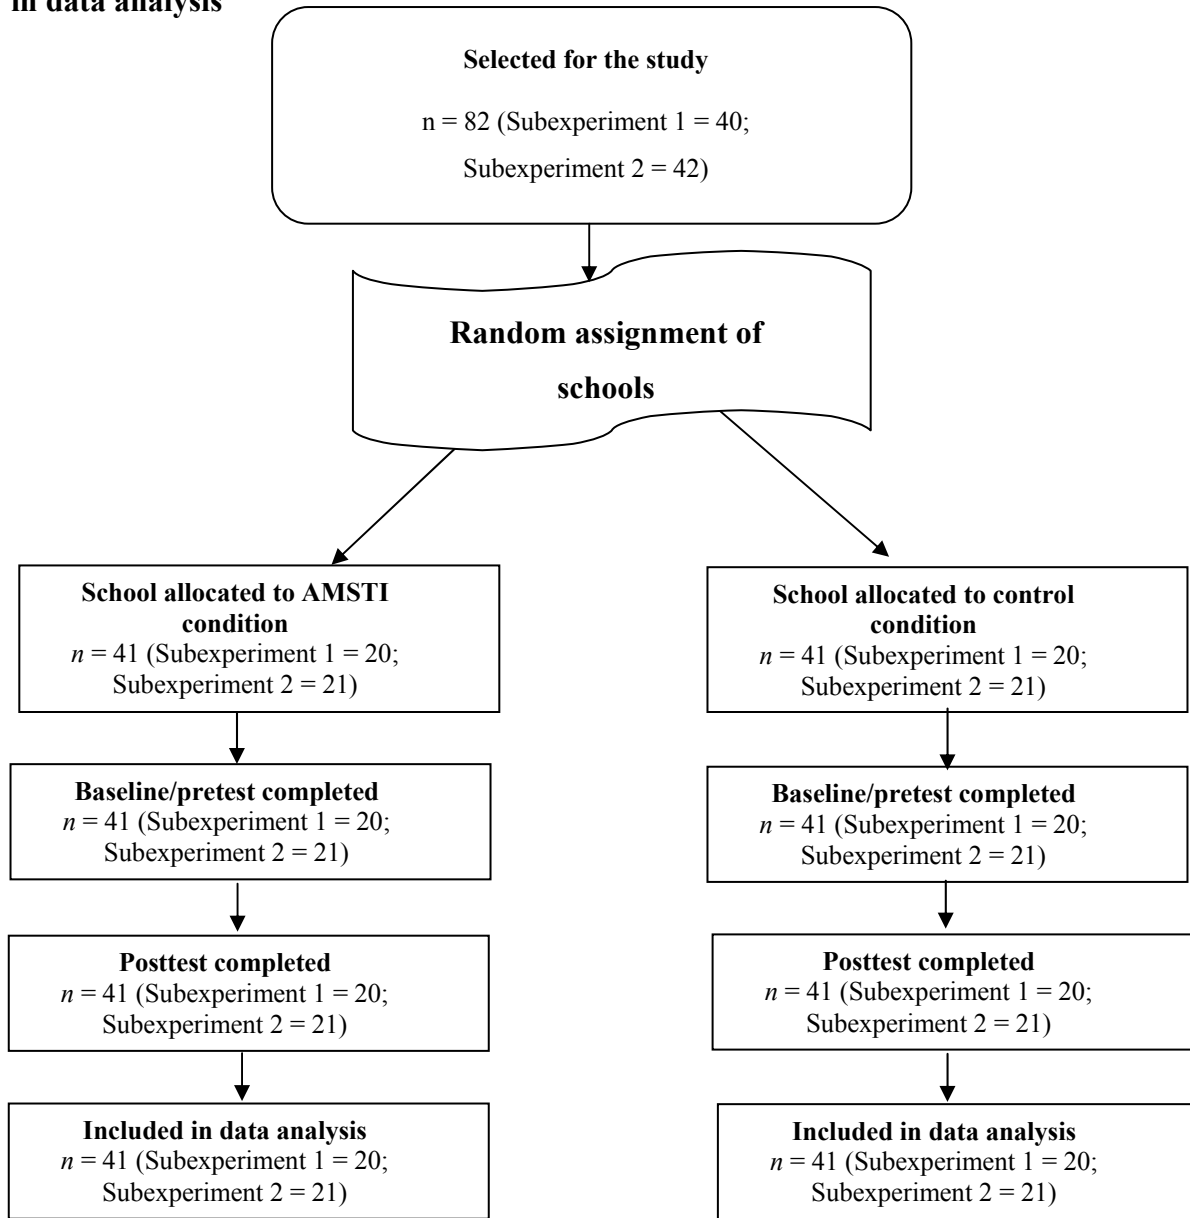 in data analysis
Selected for the study
n = 82 (Subexperiment 1 = 40;
Subexperiment 2 = 42)
Random assignment of
schools
School allocated to AMSTI
condition
n = 41 (Subexperiment 1 = 20;
Subexperiment 2 = 21)
School allocated to control
condition
n = 41 (Subexperiment 1 = 20;
Subexperiment 2 = 21)
Baseline/pretest completed
n = 41 (Subexperiment 1 = 20;
Subexperiment 2 = 21)
Baseline/pretest completed
n = 41 (Subexperiment 1 = 20;
Subexperiment 2 = 21)
Posttest completed
n = 41 (Subexperiment 1 = 20;
Subexperiment 2 = 21)
Posttest completed
n = 41 (Subexperiment 1 = 20;
Subexperiment 2 = 21)
Included in data analysis
n = 41 (Subexperiment 1 = 20;
Subexperiment 2 = 21)
Included in data analysis
n = 41 (Subexperiment 1 = 20;
Subexperiment 2 = 21)